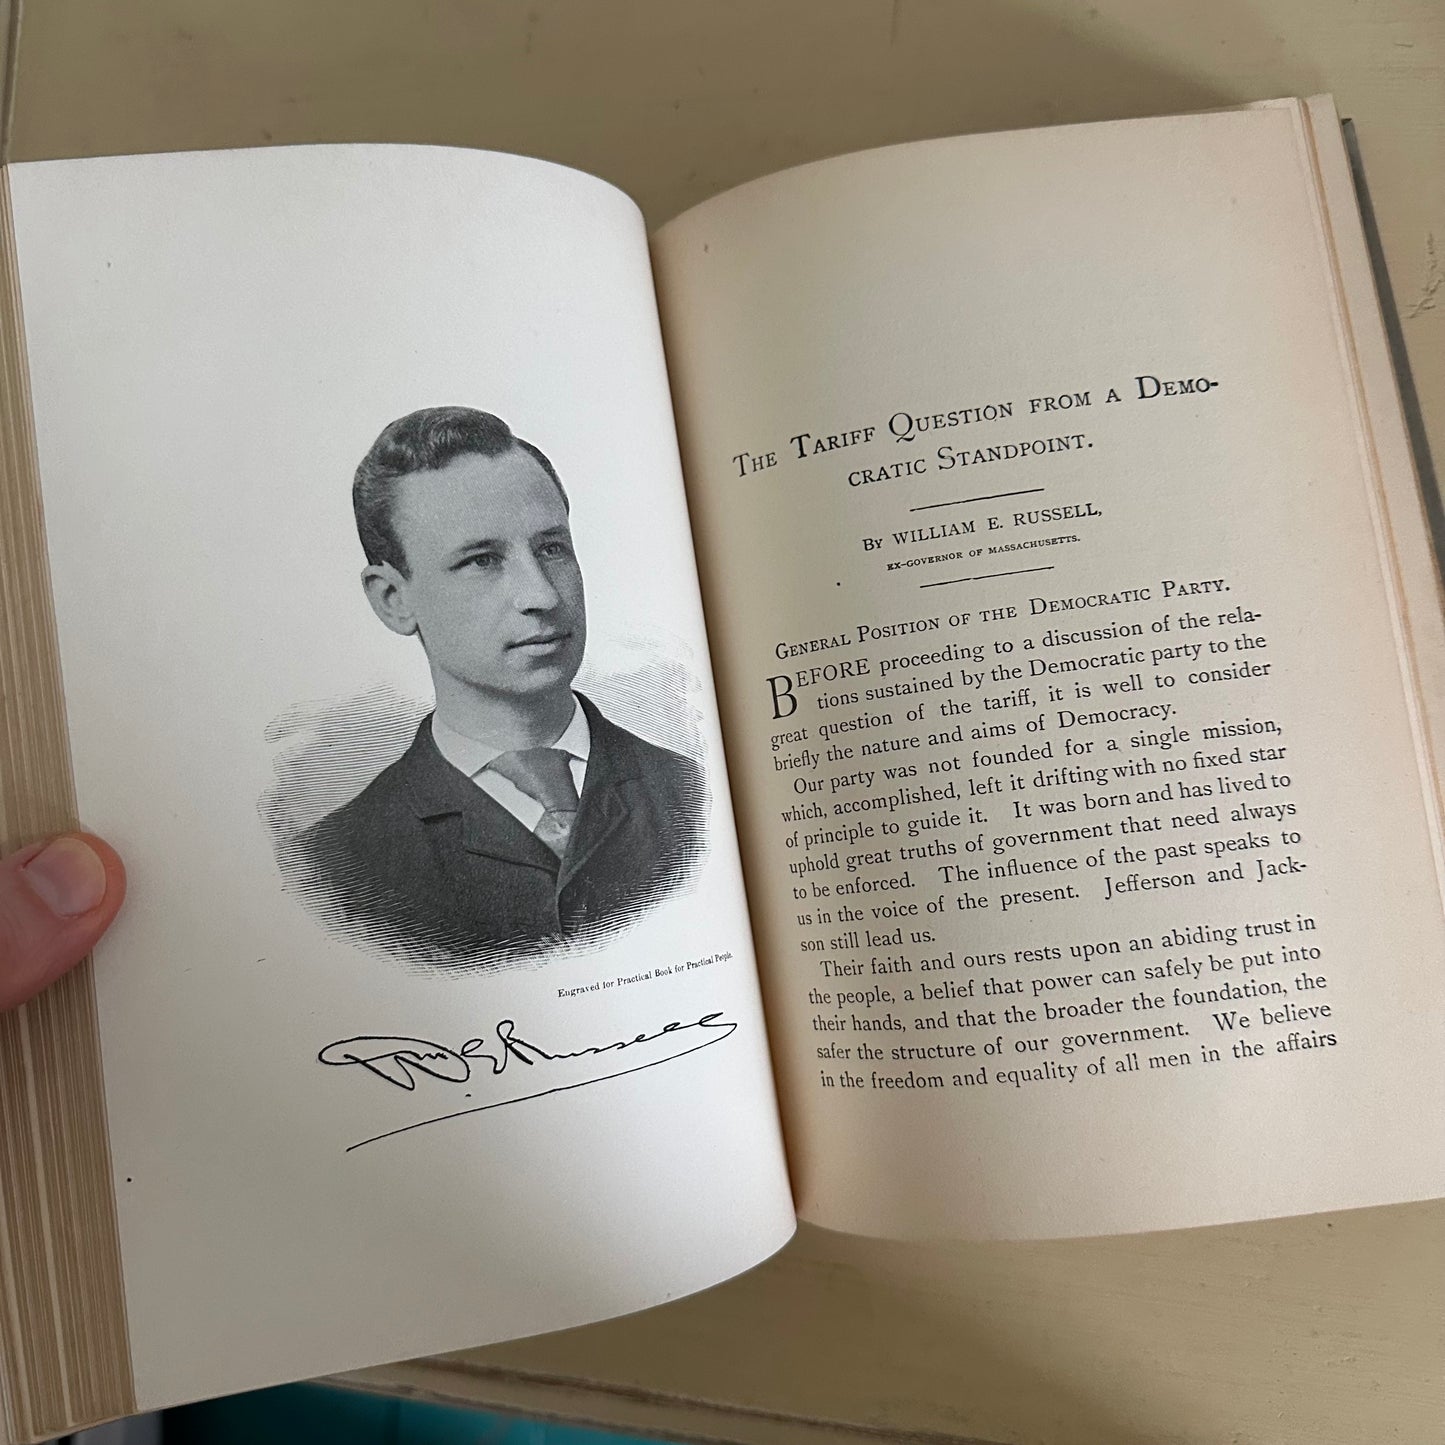 Engraved for Practical Book for Practical People.
Wm. E. Russell
THE TARIFF QUESTION FROM A DEMO-
CRATIC STANDPOINT.
BY WILLIAM E. RUSSELL,
EX-GOVERNOR OF MASSACHUSETTS.
GENERAL POSITION OF THE DEMOCRATIC PARTY.
BEFORE proceeding to a discussion of the rela-
tions sustained by the Democratic party to the
great question of the tariff, it is well to consider
briefly the nature and aims of Democracy.
Our party was not founded for a single mission,
which, accomplished, left it drifting with no fixed star
of principle to guide it. It was born and has lived to
uphold great truths of government that need always
to be enforced. The influence of the past speaks to
us in the voice of the present. Jefferson and Jack-
son still lead us.
Their faith and ours rests upon an abiding trust in
the people, a belief that power can safely be put into
their hands, and that the broader the foundation, the
safer the structure of our government. We believe
in the freedom and equality of all men in the affairs